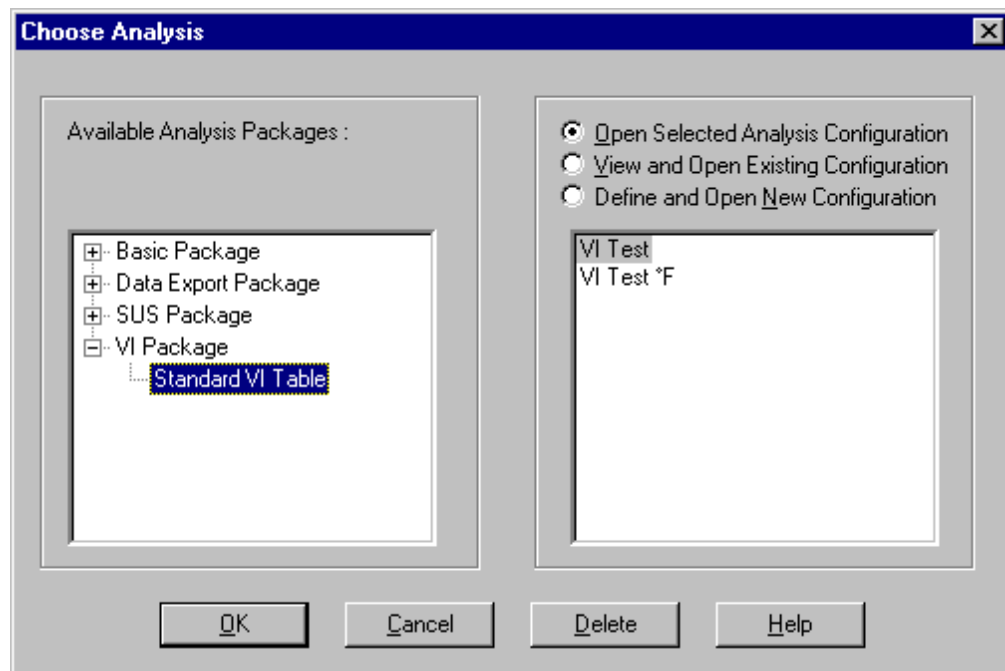 Choose Analysis
Available Analysis Packages :
Basic Package
Data Export Package
SUS Package
VI Package
Standard VI Table
Open Selected Analysis Configuration
View and Open Existing Configuration
Define and Open New Configuration
VI Test
VI Test °F
OK
Cancel
Delete
Help